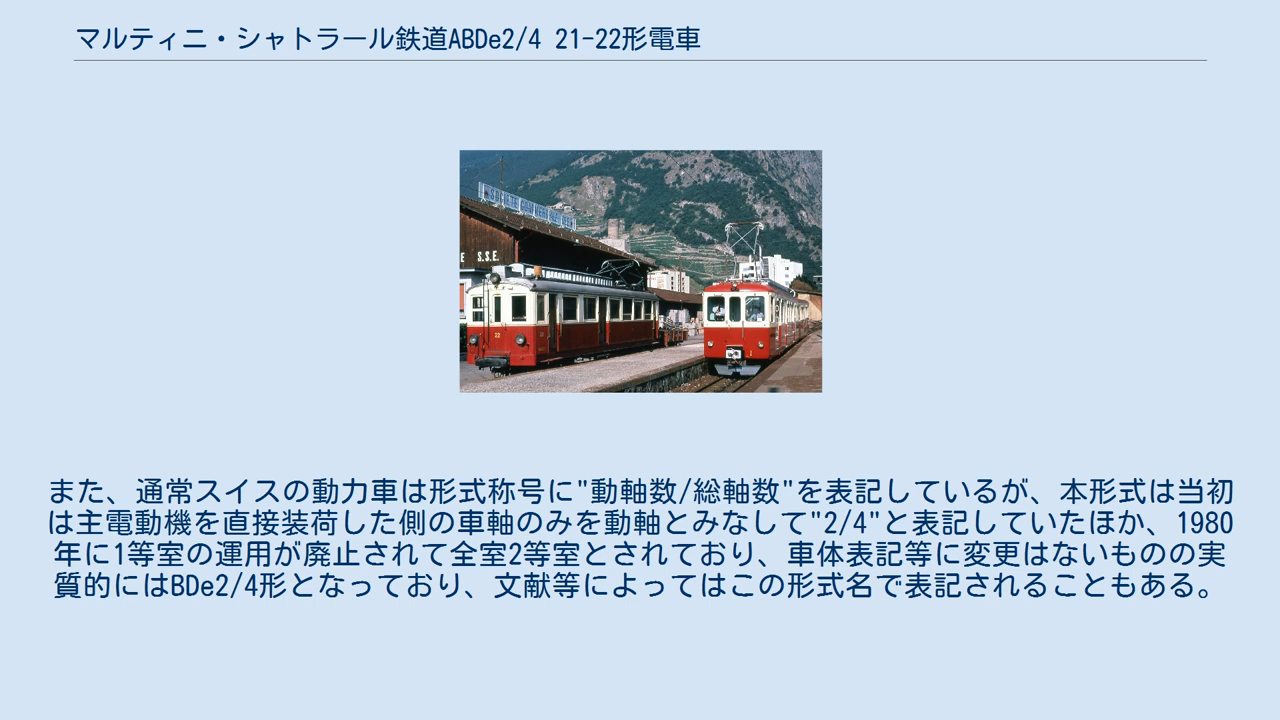 マルティニ・シャトラール鉄道ABDe2/4 21-22形電車
E S.S.E.
22
また、通常スイスの動力車は形式称号に"動軸数/総軸数"を表記しているが、本形式は当初
は主電動機を直接装荷した側の車軸のみを動軸とみなして"2/4"と表記していたほか、1980
年に1等室の運用が廃止されて全室2等室とされており、車体表記等に変更はないものの実
質的にはBDe2/4形となっており、文献等によってはこの形式名で表記されることもある。